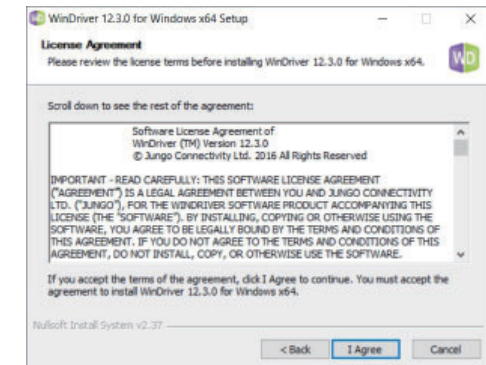 WinDriver 12.3.0 for Windows x64 Setup
License Agreement
Please review the license terms before installing WinDriver 12.3.0 for Windows x64.
WD
Scroll down to see the rest of the agreement:
Software License Agreement of
WinDriver (TM) Version 12.3.0
© Jungo Connectivity Ltd. 2016 All Rights Reserved
IMPORTANT - READ CAREFULLY: THIS SOFTWARE LICENSE AGREEMENT
("AGREEMENT") IS A LEGAL AGREEMENT BETWEEN YOU AND JUNGO CONNECTIVITY
LTD. ("JUNGO"), FOR THE WINDRIVER SOFTWARE PRODUCT ACCOMPANYING THIS
LICENSE (THE "SOFTWARE"). BY INSTALLING, COPYING OR OTHERWISE USING THE
SOFTWARE, YOU AGREE TO BE LEGALLY BOUND BY THE TERMS AND CONDITIONS OF
THIS AGREEMENT. IF YOU DO NOT AGREE TO THE TERMS AND CONDITIONS OF THIS
AGREEMENT, DO NOT INSTALL, COPY, OR OTHERWISE USE THE SOFTWARE.
If you accept the terms of the agreement, click I Agree to continue. You must accept the
agreement to install WinDriver 12.3.0 for Windows x64.
Nullsoft Install System v2.37
< Back I Agree Cancel